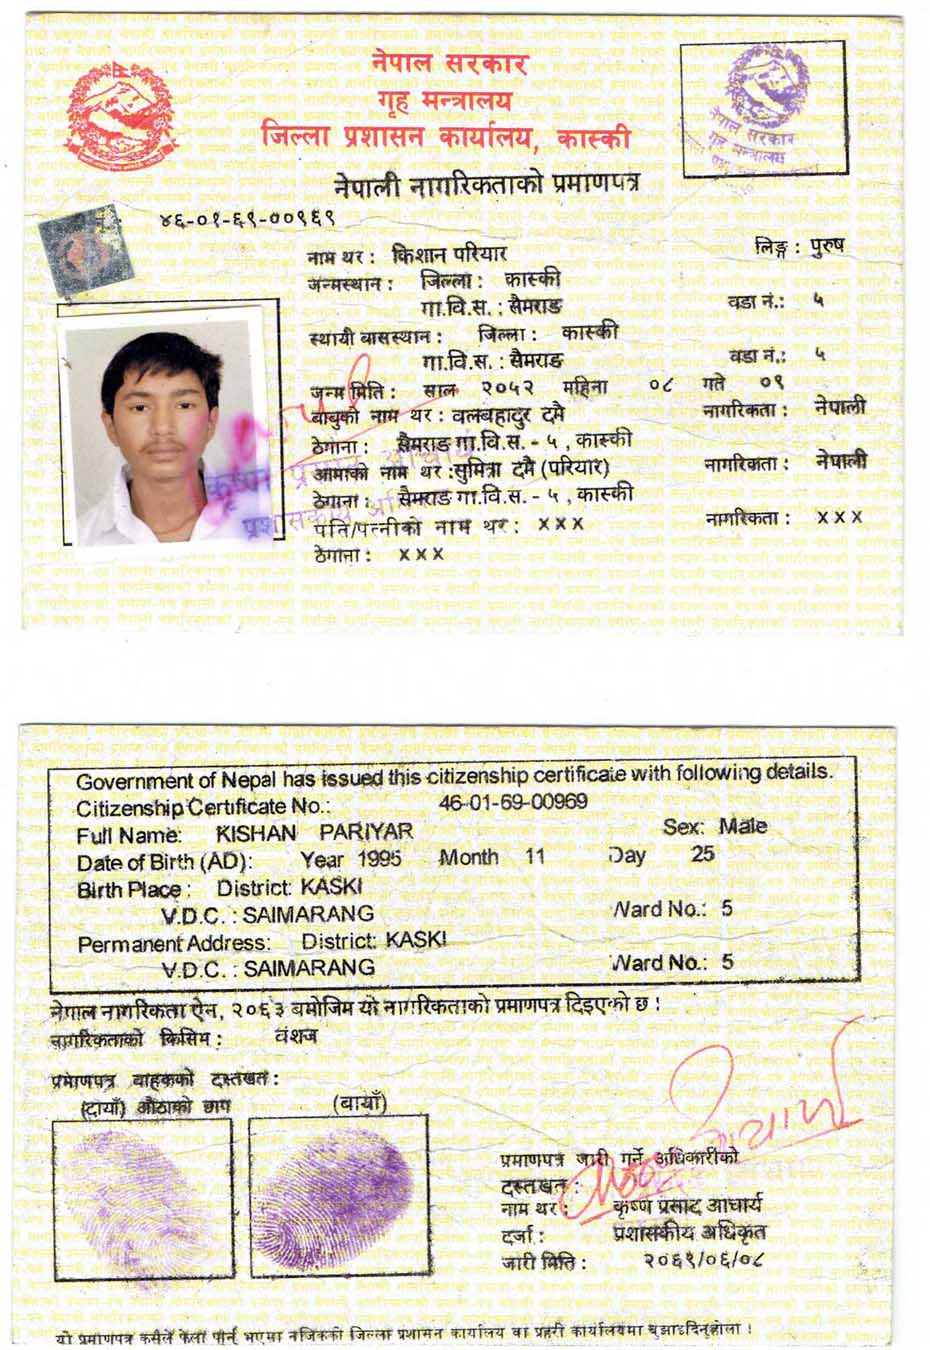 नेपाल सरकार
गृह मन्त्रालय
जिल्ला प्रशासन कार्यालय, कास्की
नेपाल सरकार
गृह मन्त्रालय
नेपाली नागरिकताको प्रमाणपत्र
४६-०१-६९-००९६९
नाम थर : किशान परियार लिङ्ग : पुरुष
जन्मस्थान : जिल्ला : कास्की
गा.वि.स. : सैमराङ वडा नं.: ५
स्थायी बासस्थान : जिल्ला : कास्की
गा.वि.स. : सैमराङ वडा नं.: ५
जन्म मिति : साल २०५२ महिना ०८ गते ०९
बाबुको नाम थर : वलबहादुर दमै नागरिकता : नेपाली
ठेगाना : सैमराङ गा.वि.स. - ५ , कास्की
आमाको नाम थर : सुमित्रा दमै (परियार) नागरिकता : नेपाली
ठेगाना : सैमराङ गा.वि.स. - ५ , कास्की
पति/पत्नीको नाम थर : X X X नागरिकता : X X X
ठेगाना : X X X
Government of Nepal has issued this citizenship certificate with following details.
Citizenship Certificate No.: 46-01-69-00969
Full Name: KISHAN PARIYAR Sex: Male
Date of Birth (AD): Year 1995 Month 11 Day 25
Birth Place : District: KASKI
V.D.C. : SAIMARANG Ward No.: 5
Permanent Address: District: KASKI
V.D.C. : SAIMARANG Ward No.: 5
नेपाल नागरिकता ऐन, २०६३ बमोजिम यो नागरिकताको प्रमाणपत्र दिइएको छ !
नागरिकताको किसिम : वंशज
प्रमाणपत्र वाहकको दस्तखत :
(दायाँ) औंठाको छाप (बायाँ)
प्रमाणपत्र जारी गर्ने अधिकारीको
दस्तखत :
नाम थर : कृष्ण प्रसाद आचार्य
दर्जा : प्रशासकीय अधिकृत
जारी मिति : २०६९/०६/०८
यो प्रमाणपत्र कसैले फेला पार्नु भएमा नजिकको जिल्ला प्रशासन कार्यालय वा प्रहरी कार्यालयमा बुझाइदिनुहोला !